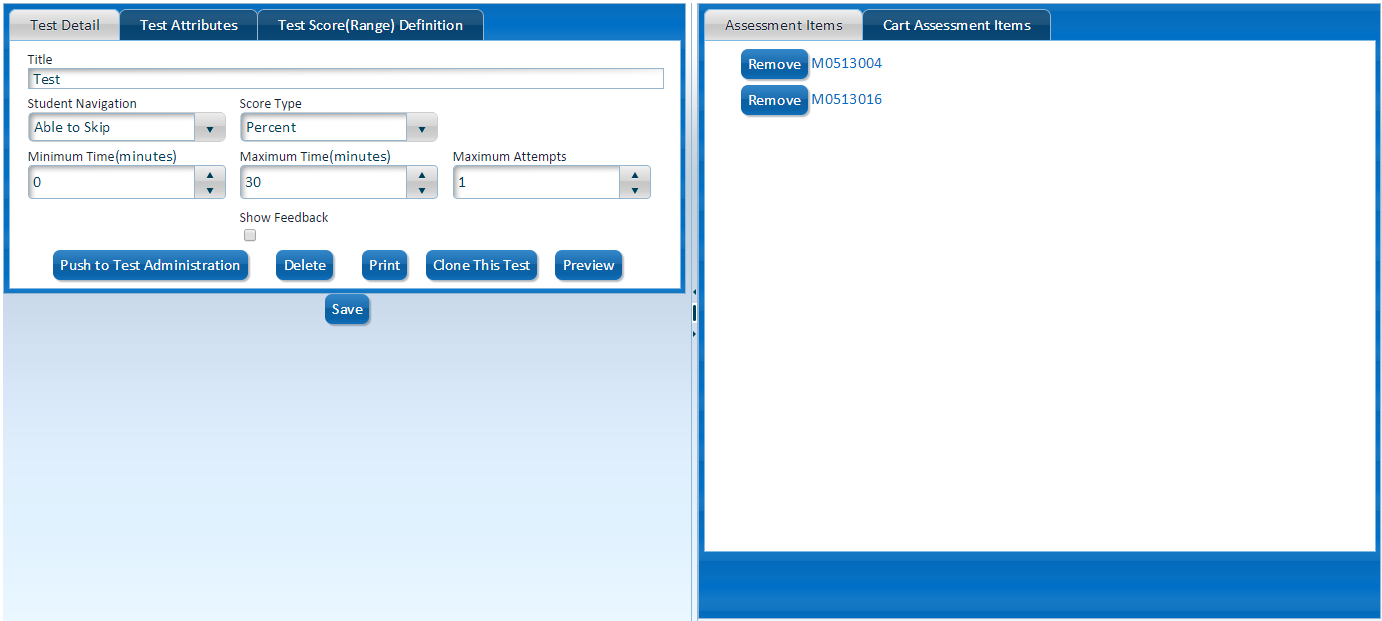 Test Detail Test Attributes Test Score(Range) Definition
Title
Test
Student Navigation Score Type
Able to Skip Percent
Minimum Time(minutes) Maximum Time(minutes) Maximum Attempts
0 30 1
Show Feedback
Push to Test Administration Delete Print Clone This Test Preview
Save
Assessment Items Cart Assessment Items
Remove M0513004
Remove M0513016